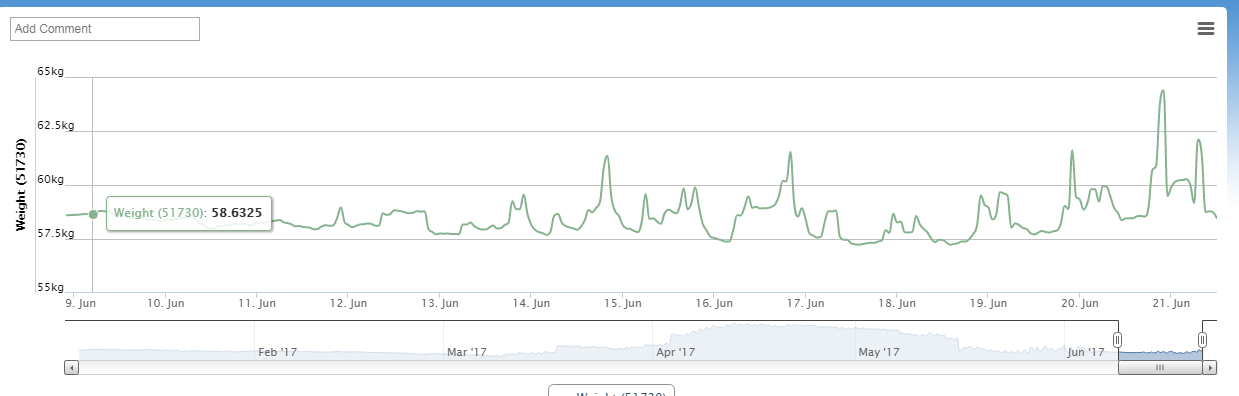 Add Comment
65kg
62.5kg
60kg
57.5kg
55kg
Weight (51730)
Weight (51730): 58.6325
9. Jun 10. Jun 11. Jun 12. Jun 13. Jun 14. Jun 15. Jun 16. Jun 17. Jun 18. Jun 19. Jun 20. Jun 21. Jun
Feb '17 Mar '17 Apr '17 May '17 Jun '17
Weight (51730)